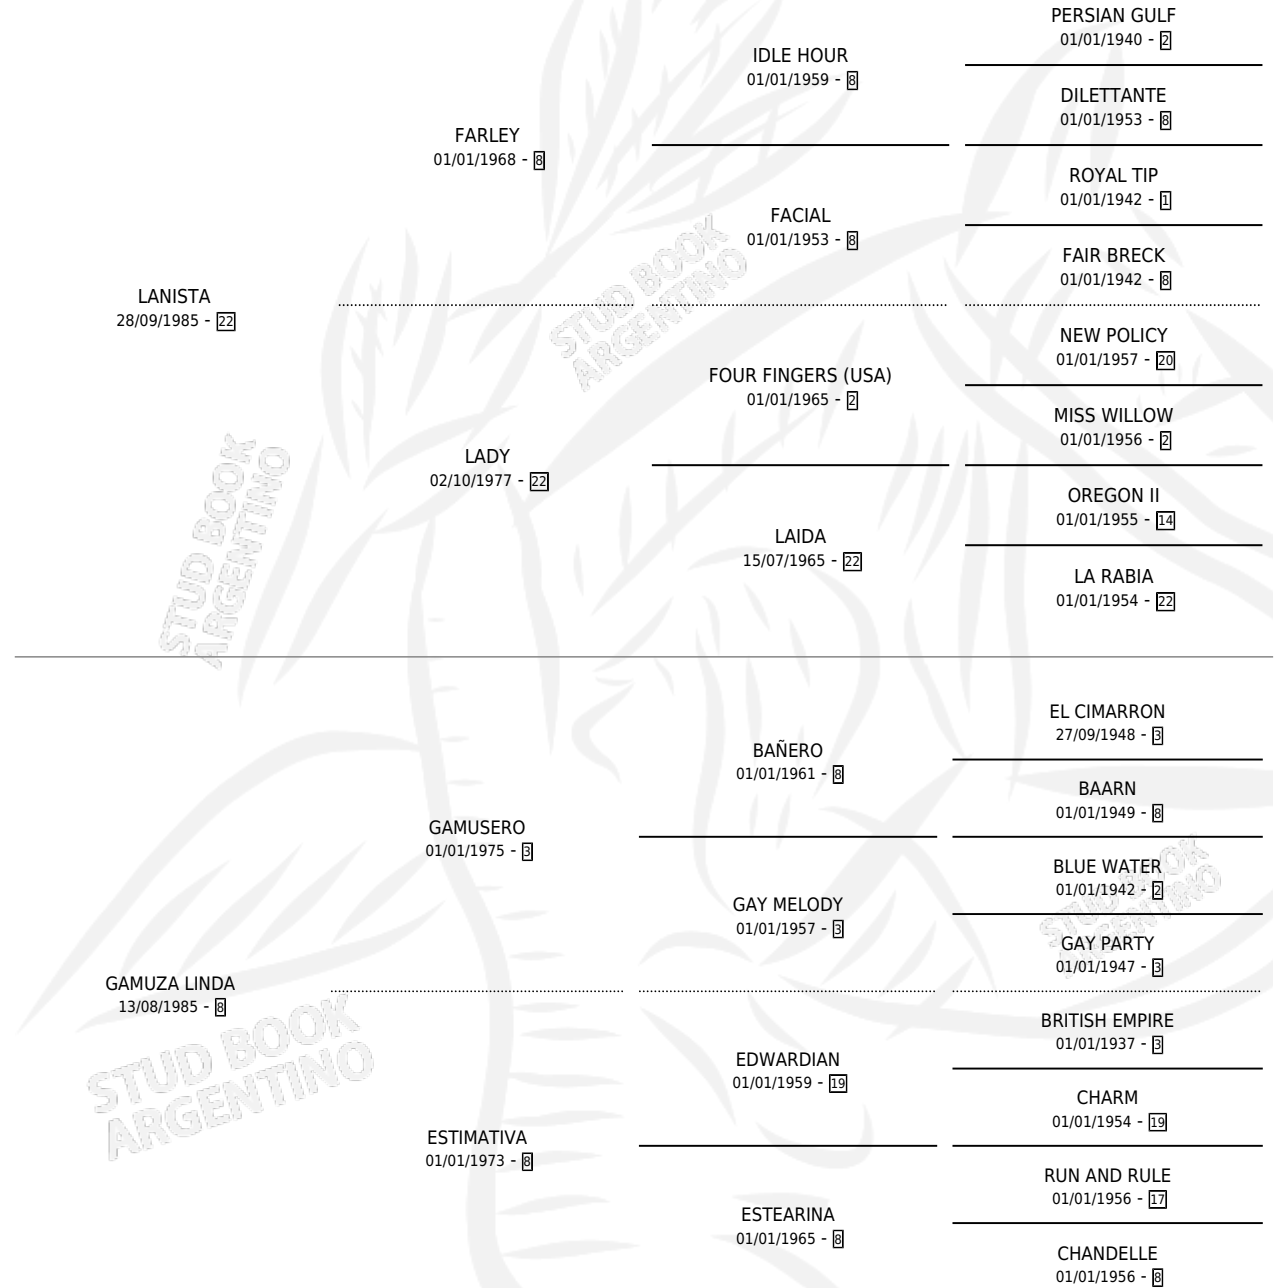 PERSIAN GULF
01/01/1940 - 2
IDLE HOUR
01/01/1959 - 8
DILETTANTE
01/01/1953 - 8
FARLEY
01/01/1968 - 8
ROYAL TIP
01/01/1942 - 1
FACIAL
01/01/1953 - 8
FAIR BRECK
01/01/1942 - 8
LANISTA
28/09/1985 - 22
NEW POLICY
01/01/1957 - 20
FOUR FINGERS (USA)
01/01/1965 - 2
MISS WILLOW
01/01/1956 - 2
LADY
02/10/1977 - 22
OREGON II
01/01/1955 - 14
LAIDA
15/07/1965 - 22
LA RABIA
01/01/1954 - 22
STUD BOOK
ARGENTINO
STUD BOOK
ARGENTINO
EL CIMARRON
27/09/1948 - 3
BAÑERO
01/01/1961 - 8
BAARN
01/01/1949 - 8
GAMUSERO
01/01/1975 - 3
BLUE WATER
01/01/1942 - 2
GAY MELODY
01/01/1957 - 3
GAY PARTY
01/01/1947 - 3
STUD BOOK
ARGENTINO
GAMUZA LINDA
13/08/1985 - 8
BRITISH EMPIRE
01/01/1937 - 3
EDWARDIAN
01/01/1959 - 19
CHARM
01/01/1954 - 19
ESTIMATIVA
01/01/1973 - 8
RUN AND RULE
01/01/1956 - 17
ESTEARINA
01/01/1965 - 8
CHANDELLE
01/01/1956 - 8
STUD BOOK
ARGENTINO